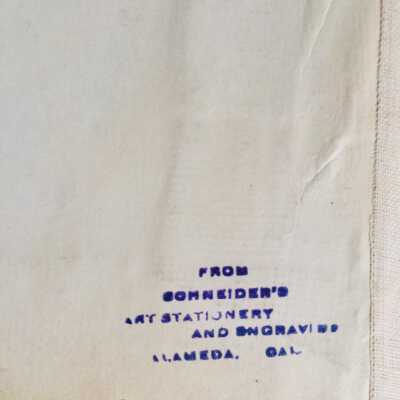 FROM
SCHNEIDER'S
ART STATIONERY
AND ENGRAVING
ALAMEDA, CAL.